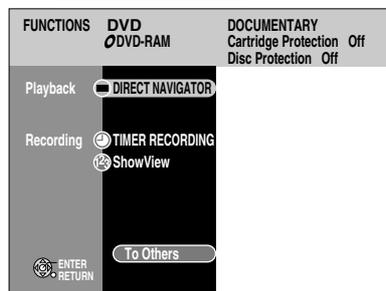 FUNCTIONS DVD DOCUMENTARY
DVD-RAM Cartridge Protection Off
Disc Protection Off
Playback DIRECT NAVIGATOR
Recording TIMER RECORDING
ShowView
To Others
ENTER
RETURN